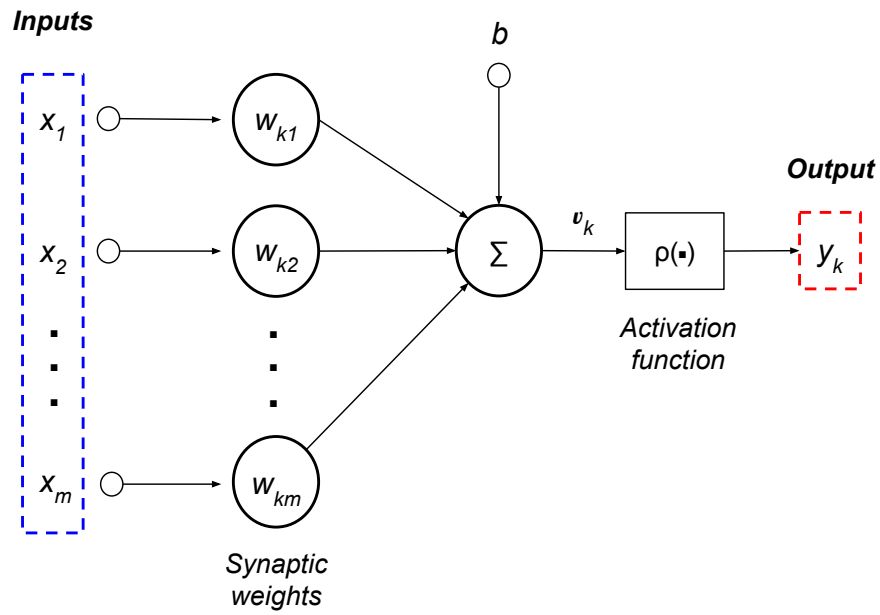 Inputs
b
x1
wk1
Output
x2
wk2
Σ
𝒗k
ρ(▪)
yk
Activation
function
xm
wkm
Synaptic
weights